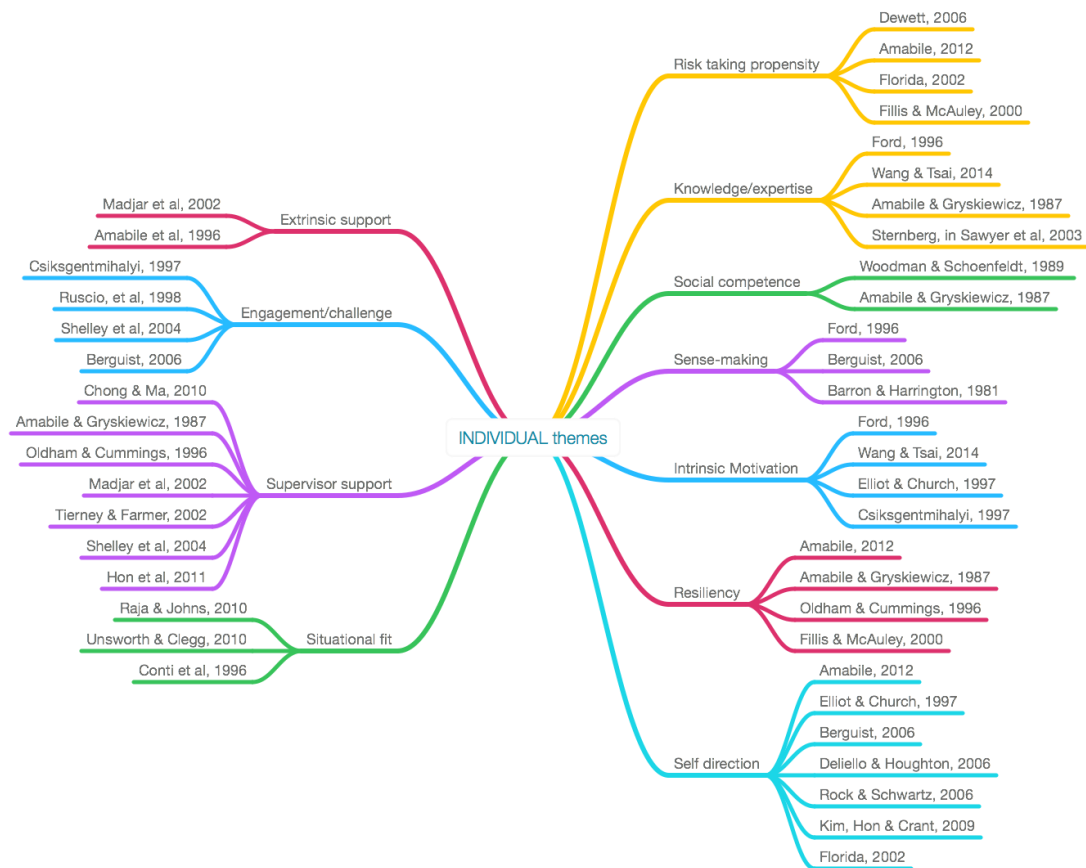 INDIVIDUAL themes
Extrinsic support
Madjar et al, 2002
Amabile et al, 1996
Engagement/challenge
Csiksgentmihalyi, 1997
Ruscio, et al, 1998
Shelley et al, 2004
Berguist, 2006
Supervisor support
Chong & Ma, 2010
Amabile & Gryskiewicz, 1987
Oldham & Cummings, 1996
Madjar et al, 2002
Tierney & Farmer, 2002
Shelley et al, 2004
Hon et al, 2011
Situational fit
Raja & Johns, 2010
Unsworth & Clegg, 2010
Conti et al, 1996
Risk taking propensity
Dewett, 2006
Amabile, 2012
Florida, 2002
Fillis & McAuley, 2000
Knowledge/expertise
Ford, 1996
Wang & Tsai, 2014
Amabile & Gryskiewicz, 1987
Sternberg, in Sawyer et al, 2003
Social competence
Woodman & Schoenfeldt, 1989
Amabile & Gryskiewicz, 1987
Sense-making
Ford, 1996
Berguist, 2006
Barron & Harrington, 1981
Intrinsic Motivation
Ford, 1996
Wang & Tsai, 2014
Elliot & Church, 1997
Csiksgentmihalyi, 1997
Resiliency
Amabile, 2012
Amabile & Gryskiewicz, 1987
Oldham & Cummings, 1996
Fillis & McAuley, 2000
Self direction
Amabile, 2012
Elliot & Church, 1997
Berguist, 2006
Deliello & Houghton, 2006
Rock & Schwartz, 2006
Kim, Hon & Crant, 2009
Florida, 2002